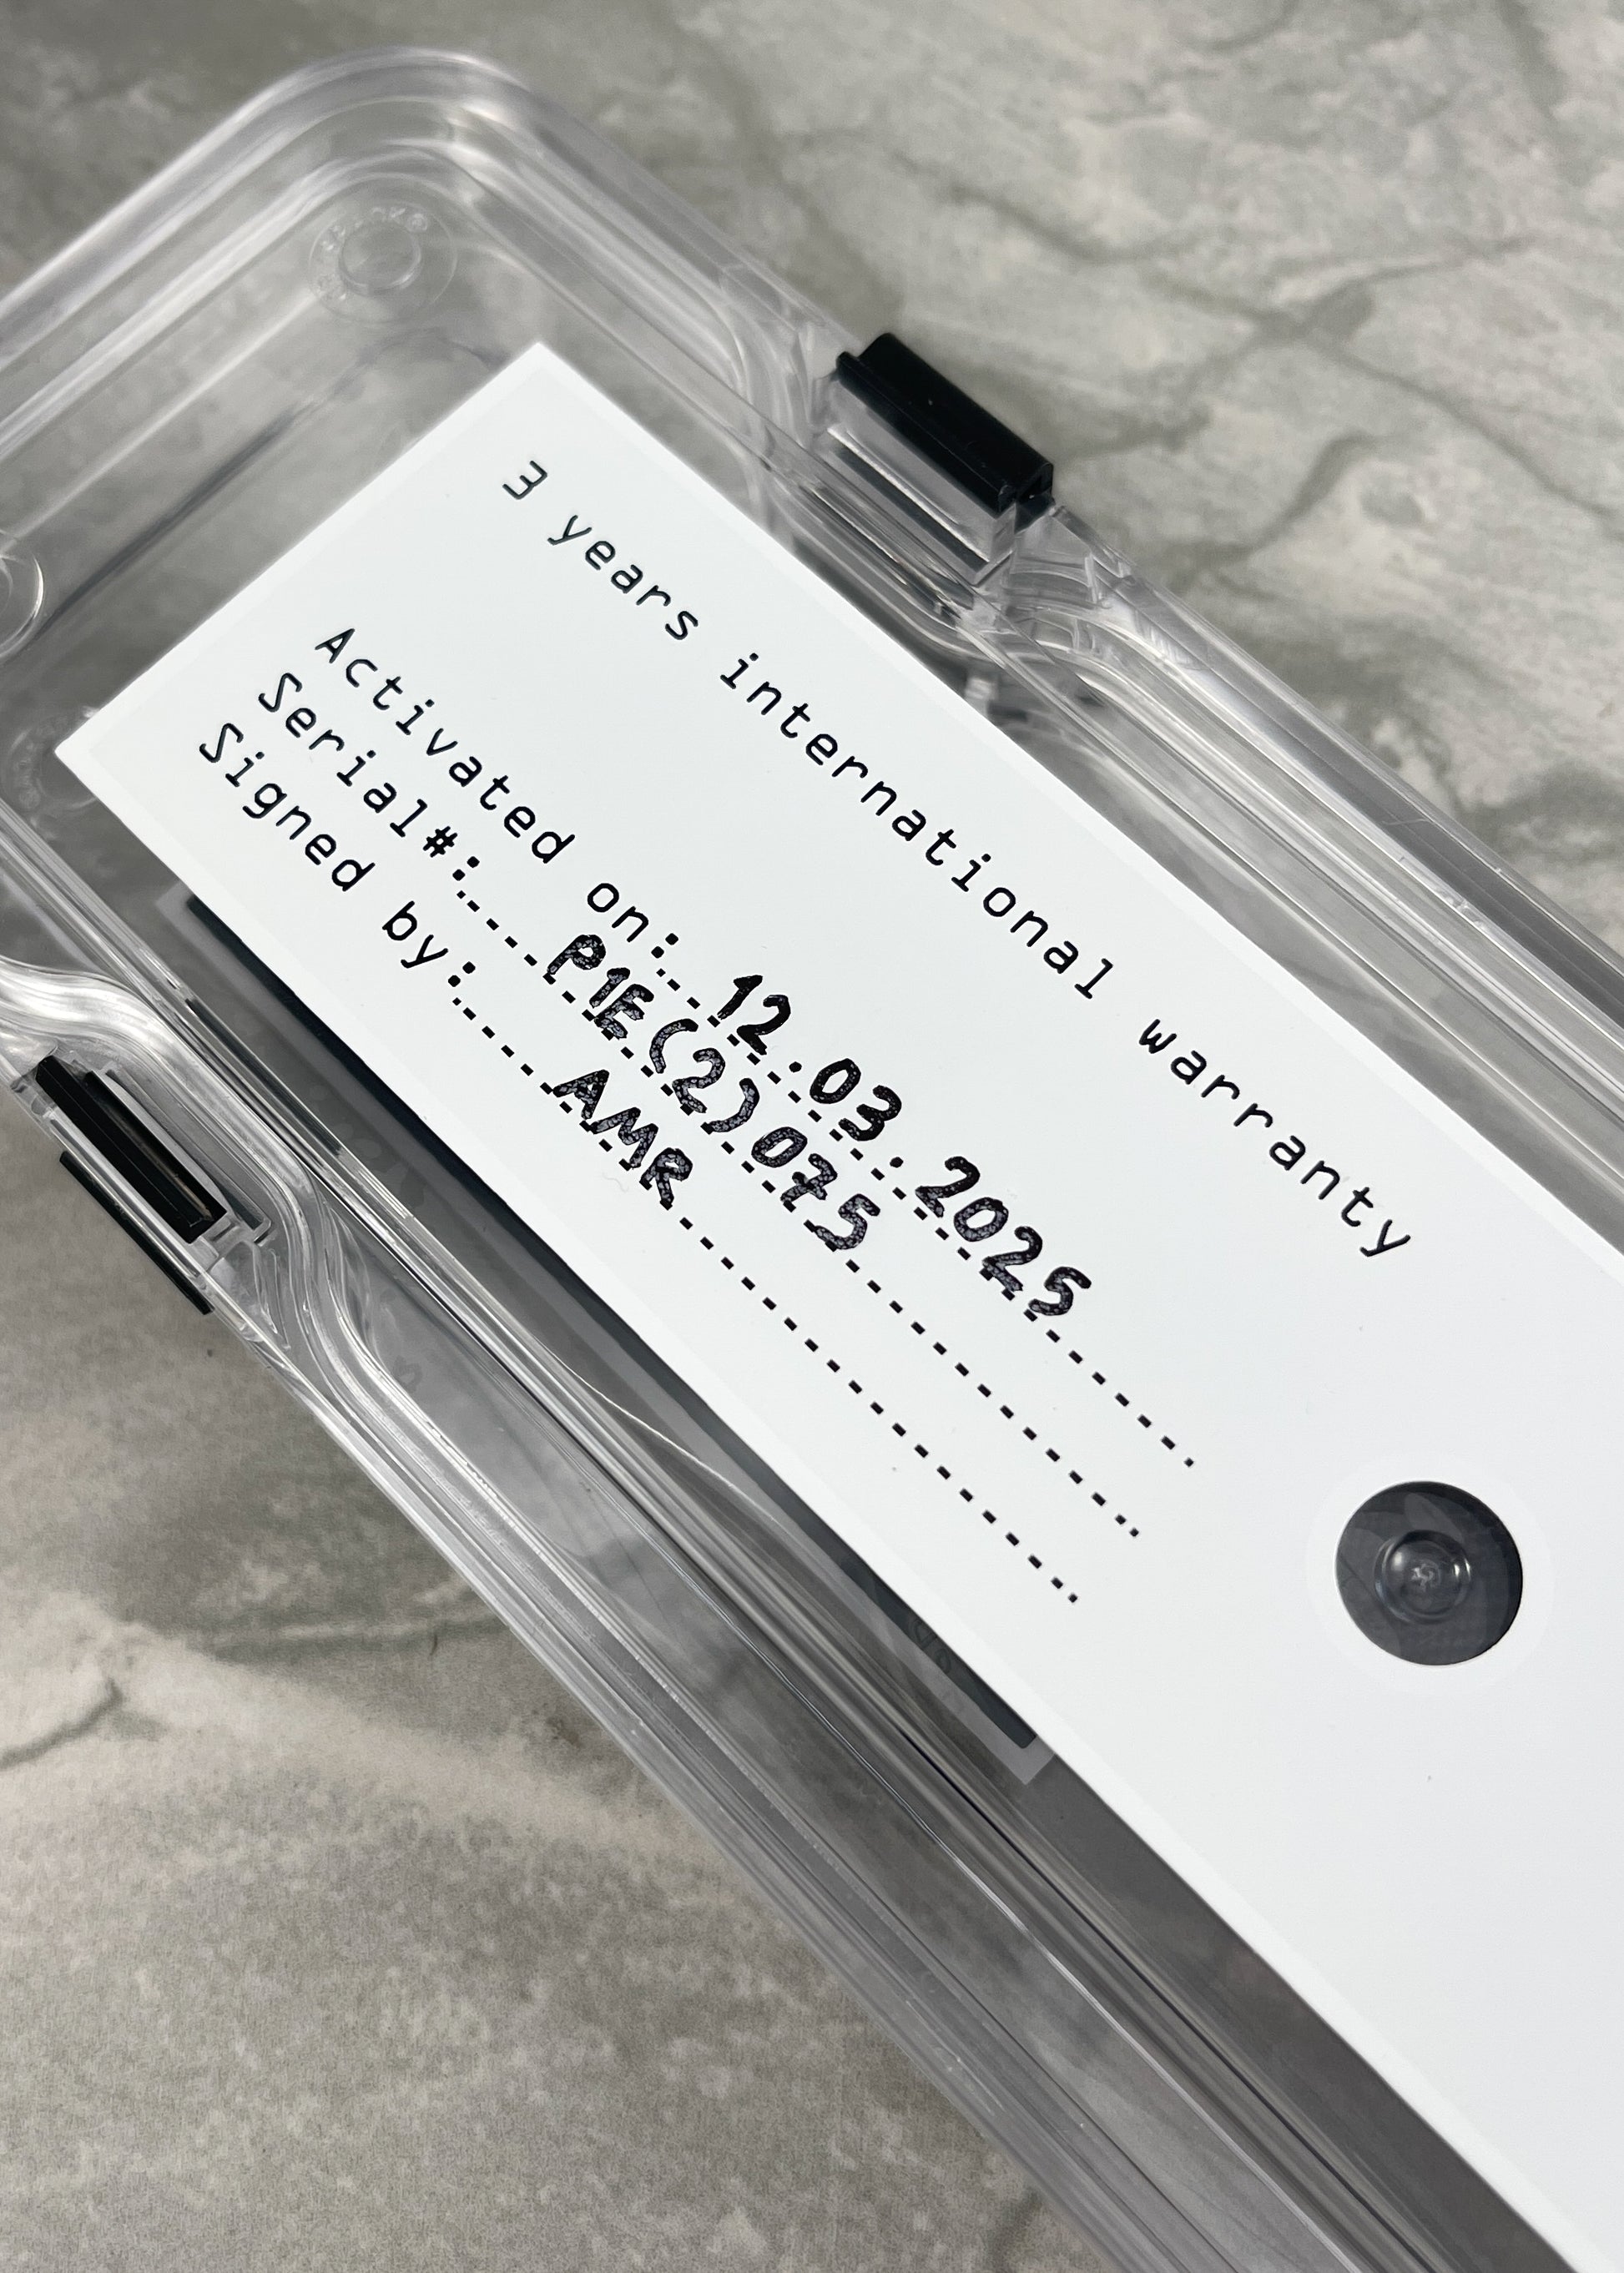 3 years international warranty
Activated on: 12.03.2025
Serial#: P1E(2)075
Signed by: AMR